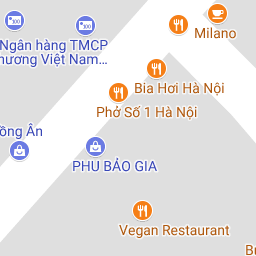 Milano
Ngân hàng TMCP
hương Việt Nam...
Bia Hơi Hà Nội
Phở Số 1 Hà Nội
ồng Ân
PHU BẢO GIA
Vegan Restaurant